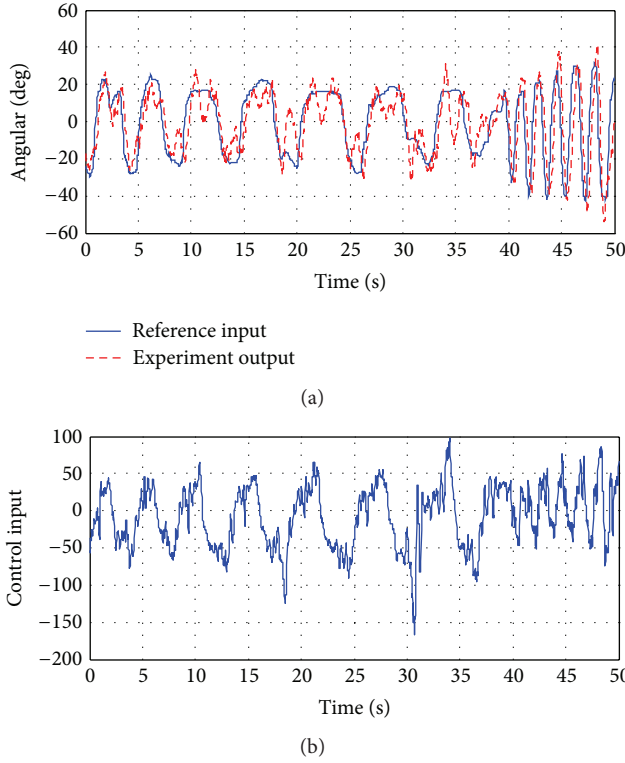 60
40
20
0
−20
−40
−60
Angular (deg)
0 5 10 15 20 25 30 35 40 45 50
Time (s)
Reference input
Experiment output
(a)
100
50
0
−50
−100
−150
−200
Control input
0 5 10 15 20 25 30 35 40 45 50
Time (s)
(b)